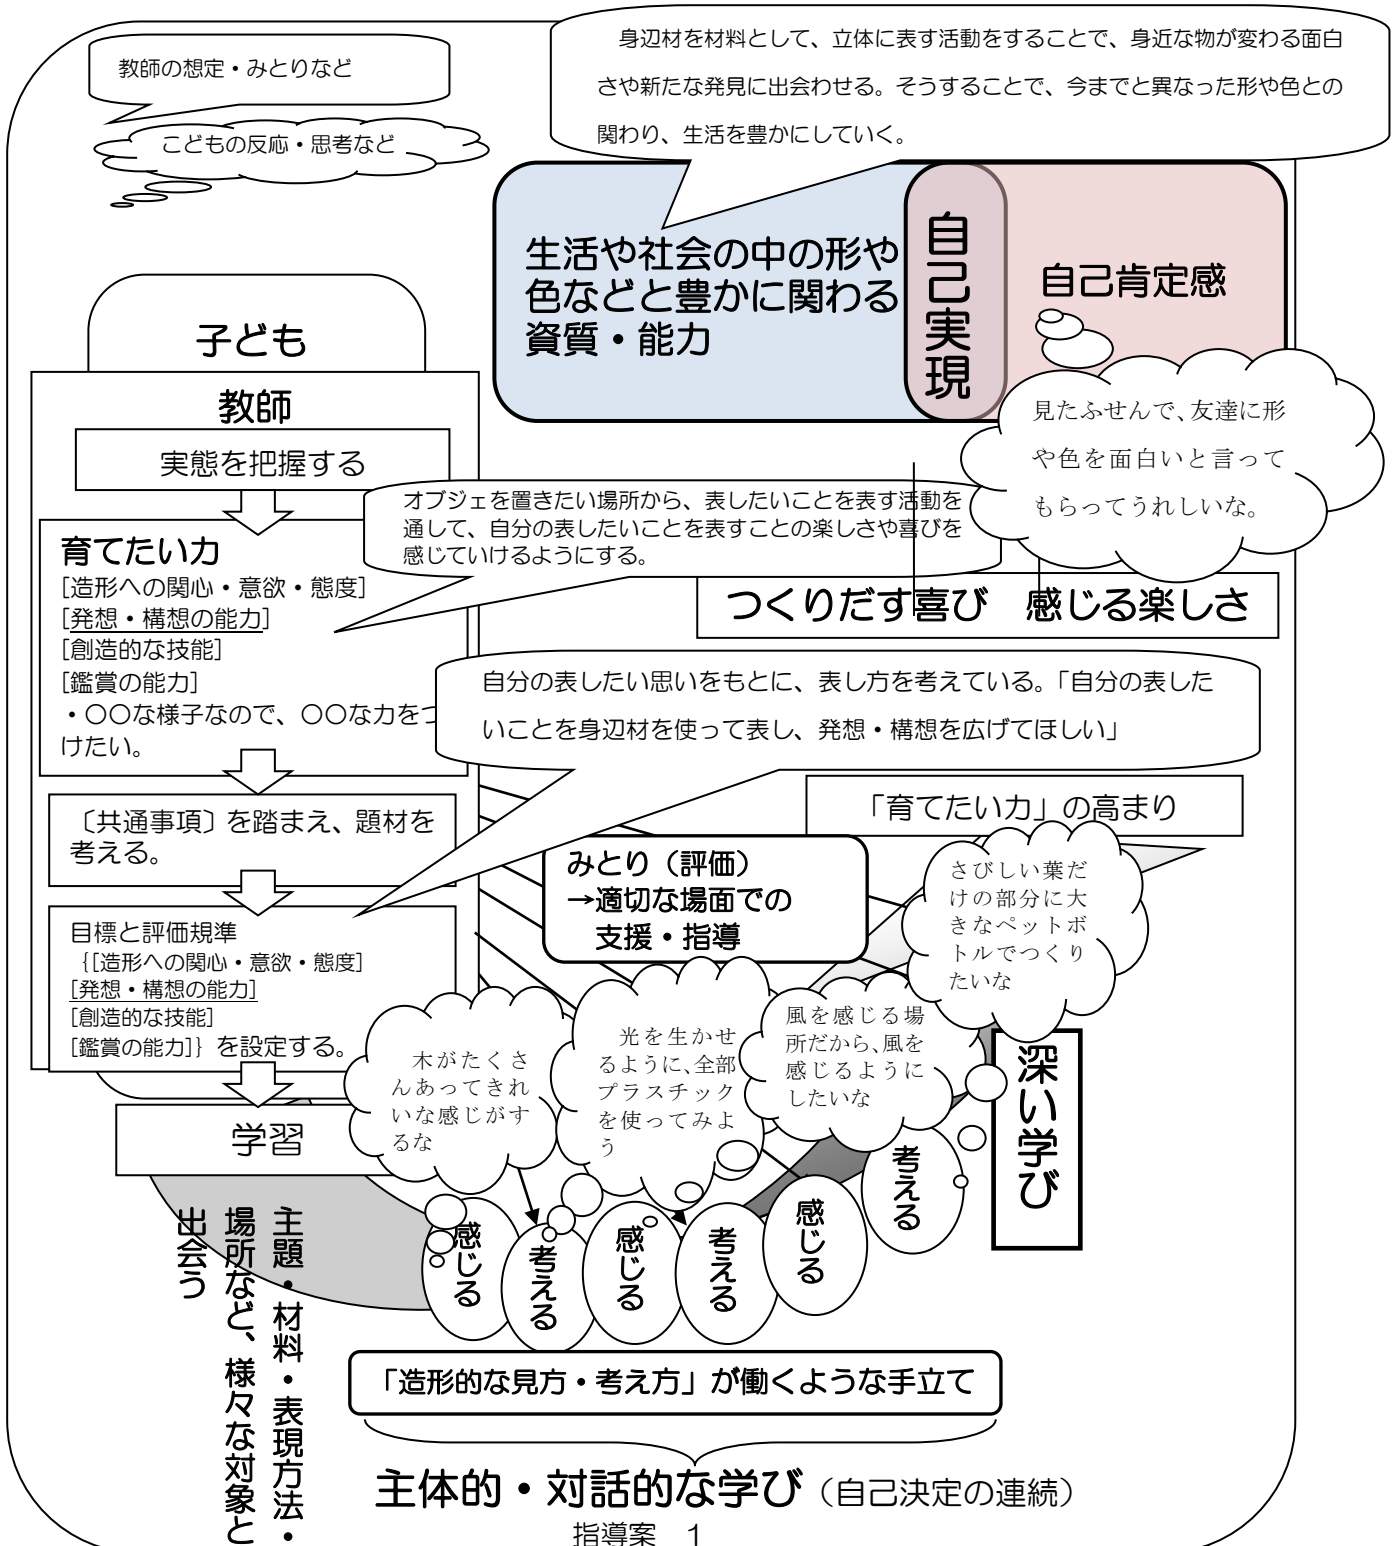 教師の想定・みとりなど
こどもの反応・思考など
身辺材を材料として、立体に表す活動をすることで、身近な物が変わる面白
さや新たな発見に出会わせる。そうすることで、今までと異なった形や色との
関わり、生活を豊かにしていく。
生活や社会の中の形や
色などと豊かに関わる
資質・能力
自己実現
自己肯定感
見たふせんで、友達に形
や色を面白いと言って
もらってうれしいな。
子ども
教師
実態を把握する
オブジェを置きたい場所から、表したいことを表す活動を
通して、自分の表したいことを表すことの楽しさや喜びを
感じていけるようにする。
育てたい力
[造形への関心・意欲・態度]
[発想・構想の能力]
[創造的な技能]
[鑑賞の能力]
・〇〇な様子なので、〇〇な力をつ
けたい。
つくりだす喜び　感じる楽しさ
自分の表したい思いをもとに、表し方を考えている。「自分の表した
いことを身辺材を使って表し、発想・構想を広げてほしい」
〔共通事項〕を踏まえ、題材を
考える。
「育てたい力」の高まり
みとり（評価）
→適切な場面での
支援・指導
さびしい葉だ
けの部分に大
きなペットボ
トルでつくり
たいな
目標と評価規準
{[造形への関心・意欲・態度]
[発想・構想の能力]
[創造的な技能]
[鑑賞の能力]}を設定する。
木がたくさ
んあってきれ
いな感じがす
るな
光を生かせ
るように、全部
プラスチック
を使ってみよ
う
風を感じる場
所だから、風を
感じるように
したいな
深い学び
学習
主題・材料・表現方法・
場所など、様々な対象と
出会う
感じる
考える
感じる
考える
感じる
考える
「造形的な見方・考え方」が働くような手立て
主体的・対話的な学び（自己決定の連続）
指導案　1